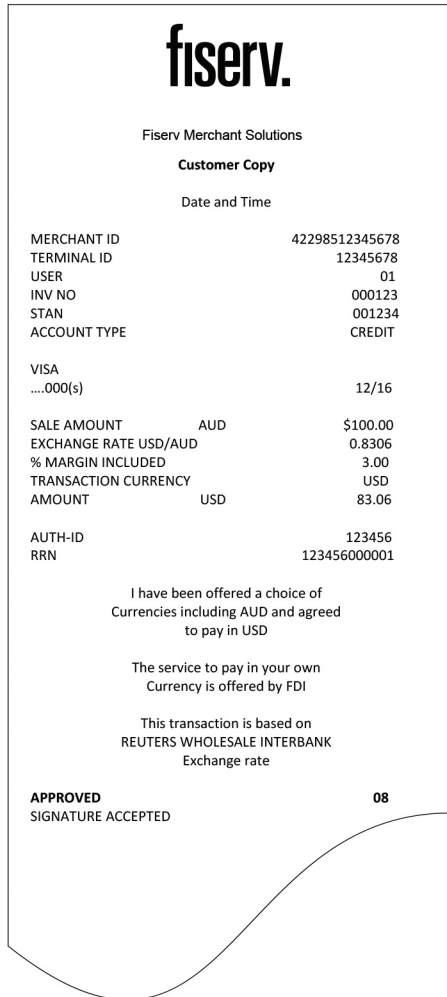 fiserv.
Fiserv Merchant Solutions
Customer Copy
Date and Time
MERCHANT ID 42298512345678
TERMINAL ID 12345678
USER 01
INV NO 000123
STAN 001234
ACCOUNT TYPE CREDIT
VISA
....000(s) 12/16
SALE AMOUNT AUD $100.00
EXCHANGE RATE USD/AUD 0.8306
% MARGIN INCLUDED 3.00
TRANSACTION CURRENCY USD
AMOUNT USD 83.06
AUTH-ID 123456
RRN 123456000001
I have been offered a choice of
Currencies including AUD and agreed
to pay in USD
The service to pay in your own
Currency is offered by FDI
This transaction is based on
REUTERS WHOLESALE INTERBANK
Exchange rate
APPROVED 08
SIGNATURE ACCEPTED